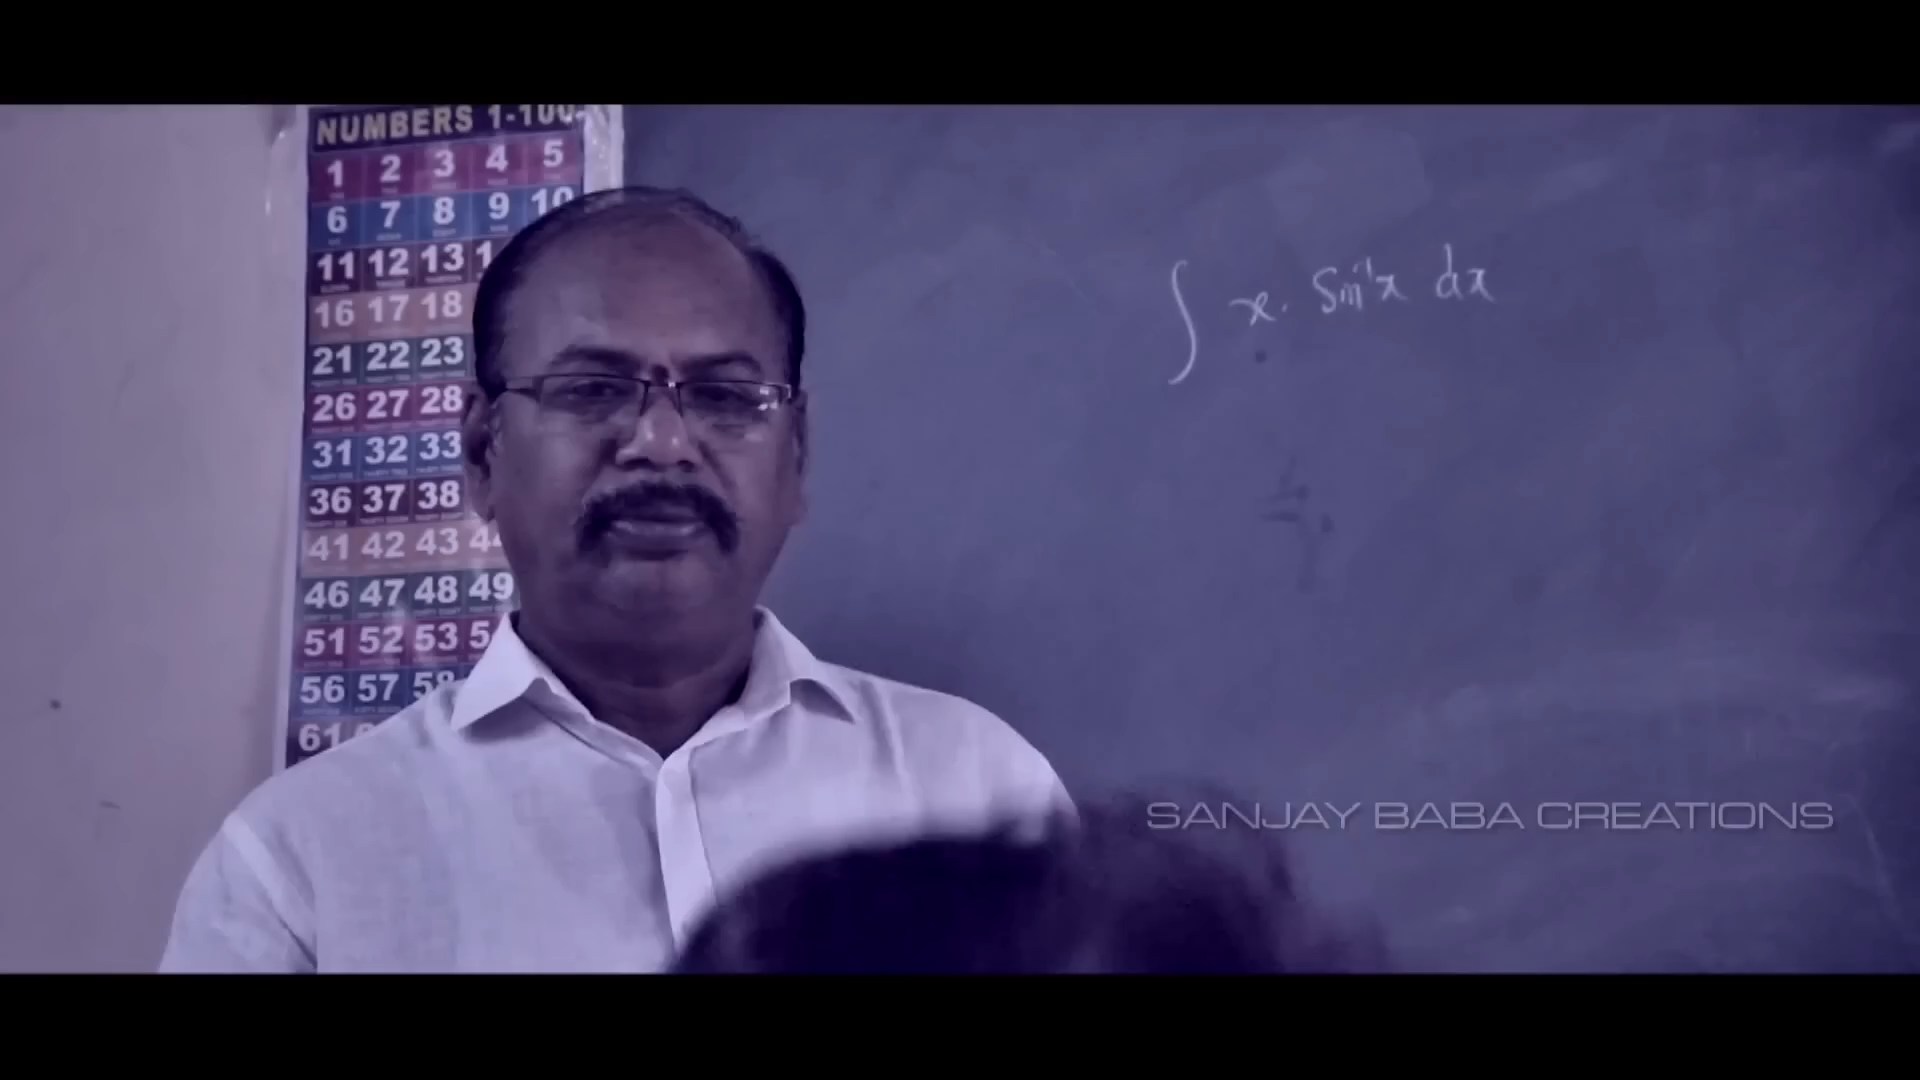 NUMBERS 1-100
1 2 3 4 5
6 7 8 9 10
11 12 13
16 17 18
21 22 23
26 27 28
31 32 33
36 37 38
41 42 43 44
46 47 48 49
51 52 53
56 57 58
61
∫ x. Sin⁻¹x dx
SANJAY BABA CREATIONS